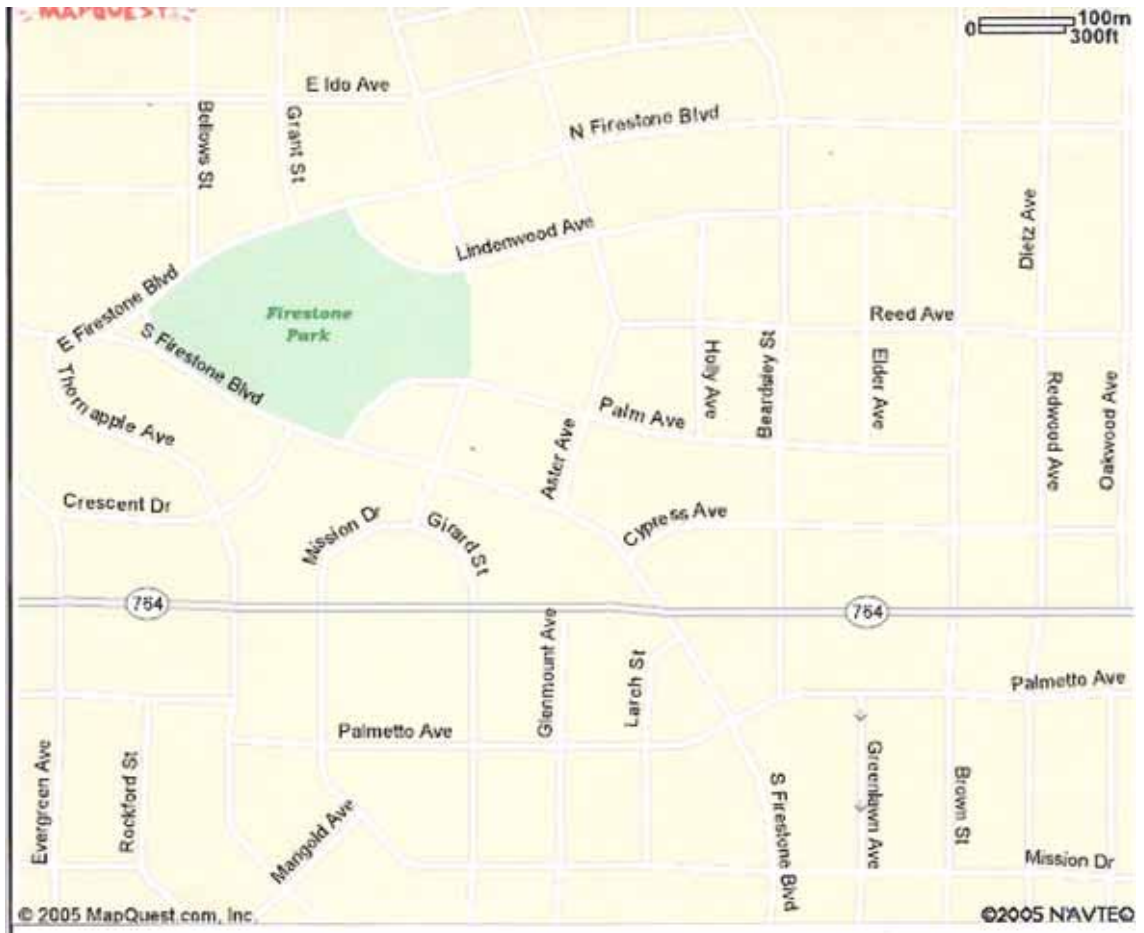 MAPQUEST
0 100m
300ft
E Ido Ave
Bellows St
Grant St
N Firestone Blvd
Lindenwood Ave
Dietz Ave
E Firestone Blvd
Firestone
Park
S Firestone Blvd
Reed Ave
Holly Ave
Beardsley St
Elder Ave
Thornapple Ave
Palm Ave
Redwood Ave
Oakwood Ave
Aster Ave
Crescent Dr
Mission Dr
Girard St
Cypress Ave
764
764
Glenmount Ave
Larch St
Palmetto Ave
Palmetto Ave
Evergreen Ave
Rockford St
Mangold Ave
S Firestone Blvd
Greenlawn Ave
Brown St
Mission Dr
© 2005 MapQuest.com, Inc.
©2005 NAVTEQ